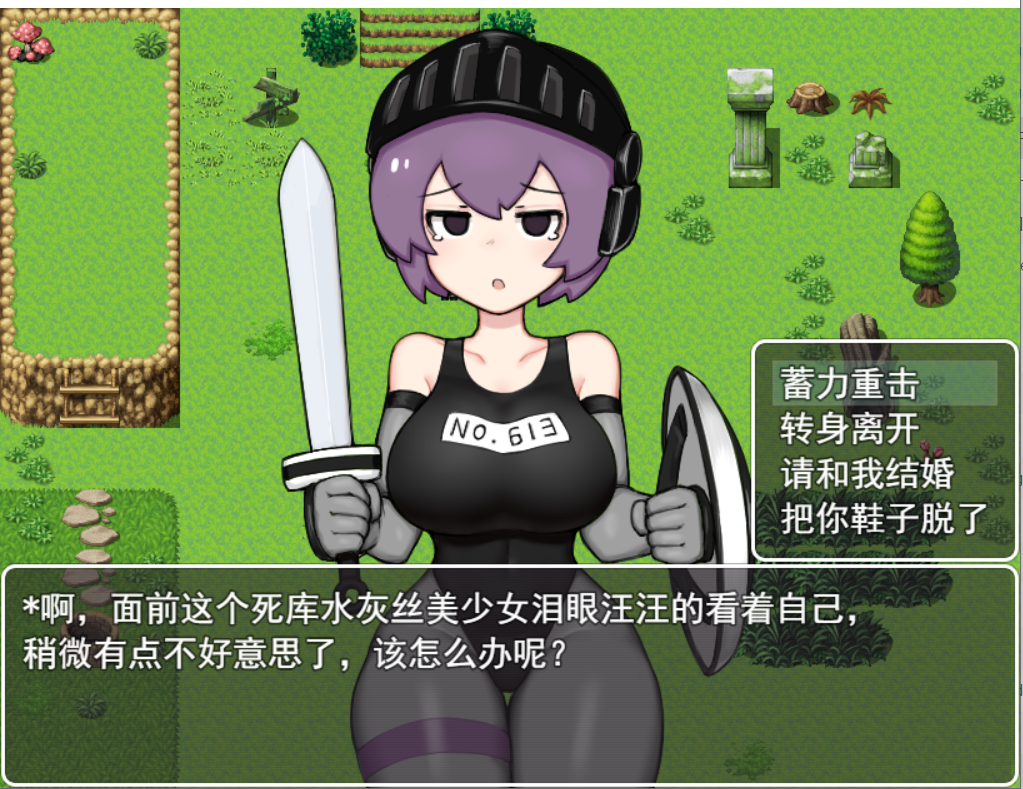 NO. 613
蓄力重击
转身离开
请和我结婚
把你鞋子脱了
*啊，面前这个死库水灰丝美少女泪眼汪汪的看着自己，
稍微有点不好意思了，该怎么办呢？